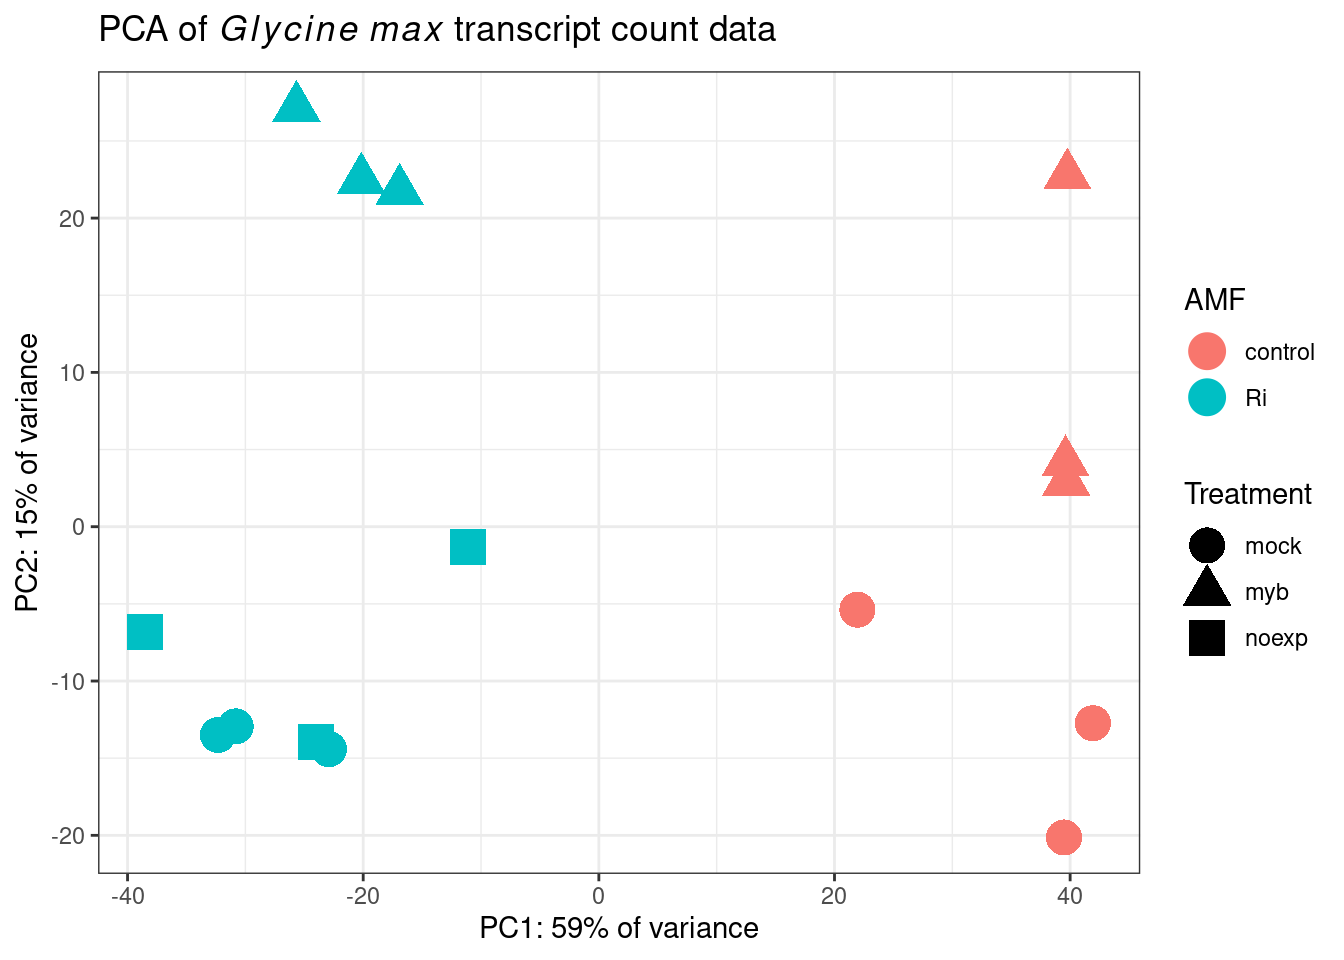 PCA of Glycine max transcript count data
PC2: 15% of variance
20
10
0
-10
-20
-40
-20
0
20
40
PC1: 59% of variance
AMF
control
Ri
Treatment
mock
myb
noexp